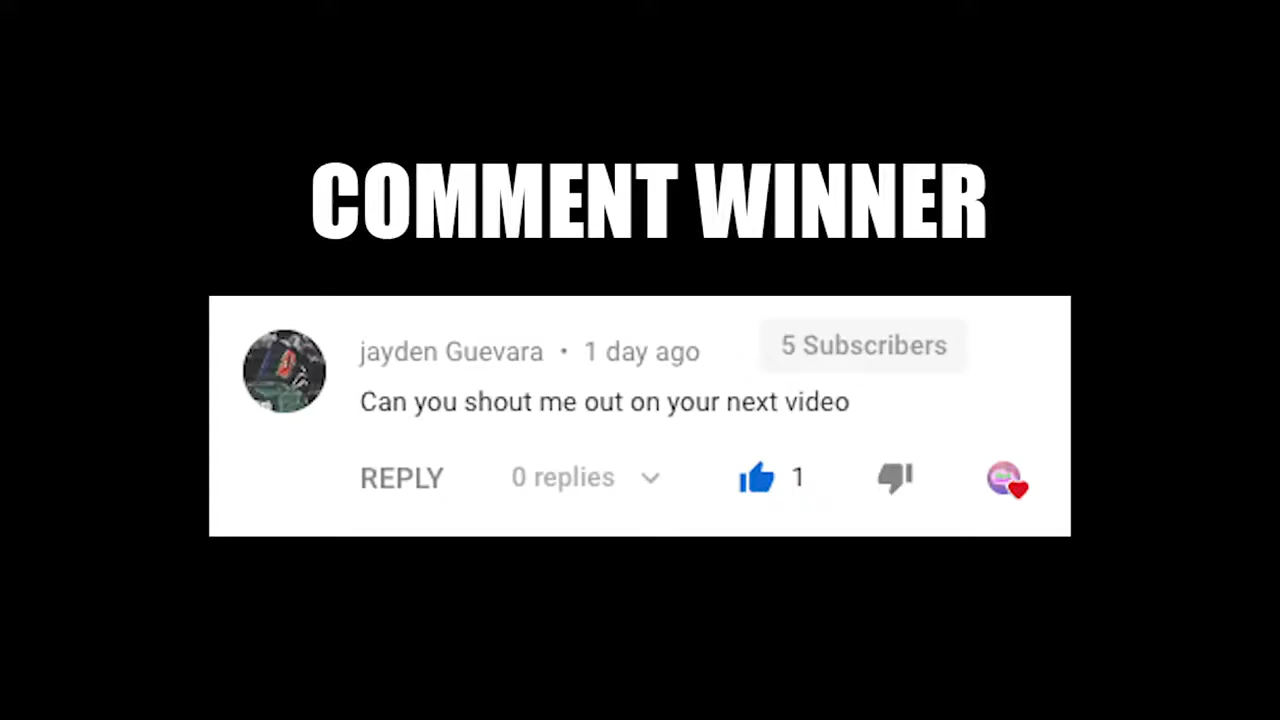 COMMENT WINNER
jayden Guevara • 1 day ago 5 Subscribers
Can you shout me out on your next video
REPLY 0 replies 1